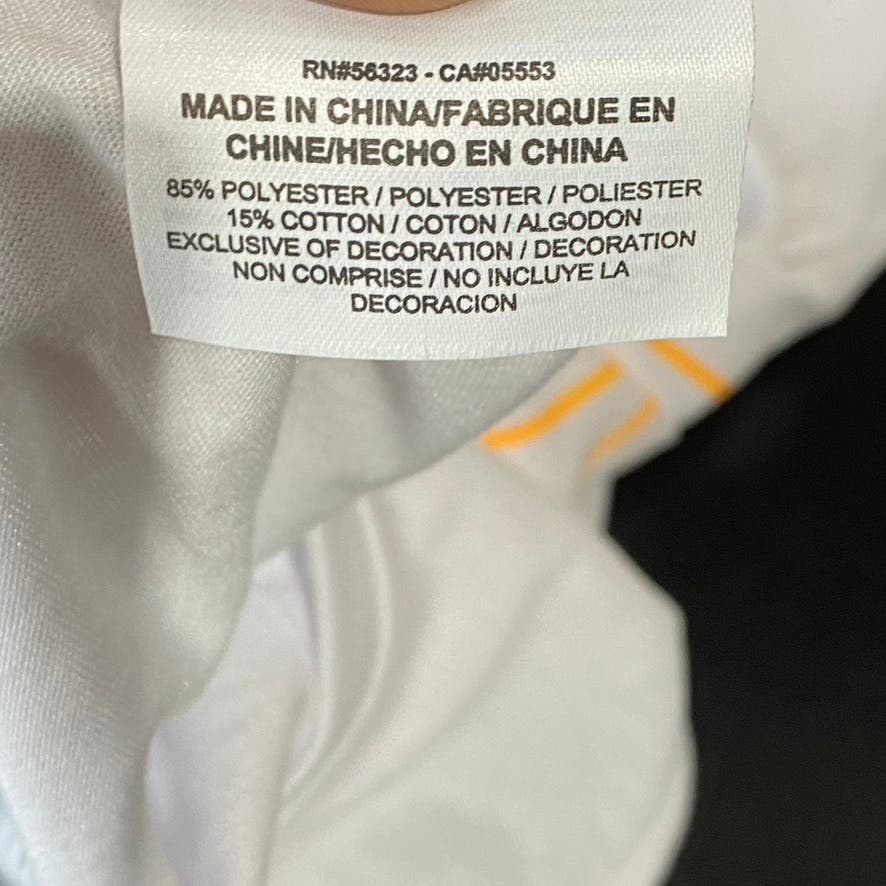 RN#56323 - CA#05553
MADE IN CHINA/FABRIQUE EN
CHINE/HECHO EN CHINA
85% POLYESTER / POLYESTER / POLIESTER
15% COTTON / COTON / ALGODON
EXCLUSIVE OF DECORATION / DECORATION
NON COMPRISE / NO INCLUYE LA
DECORACION